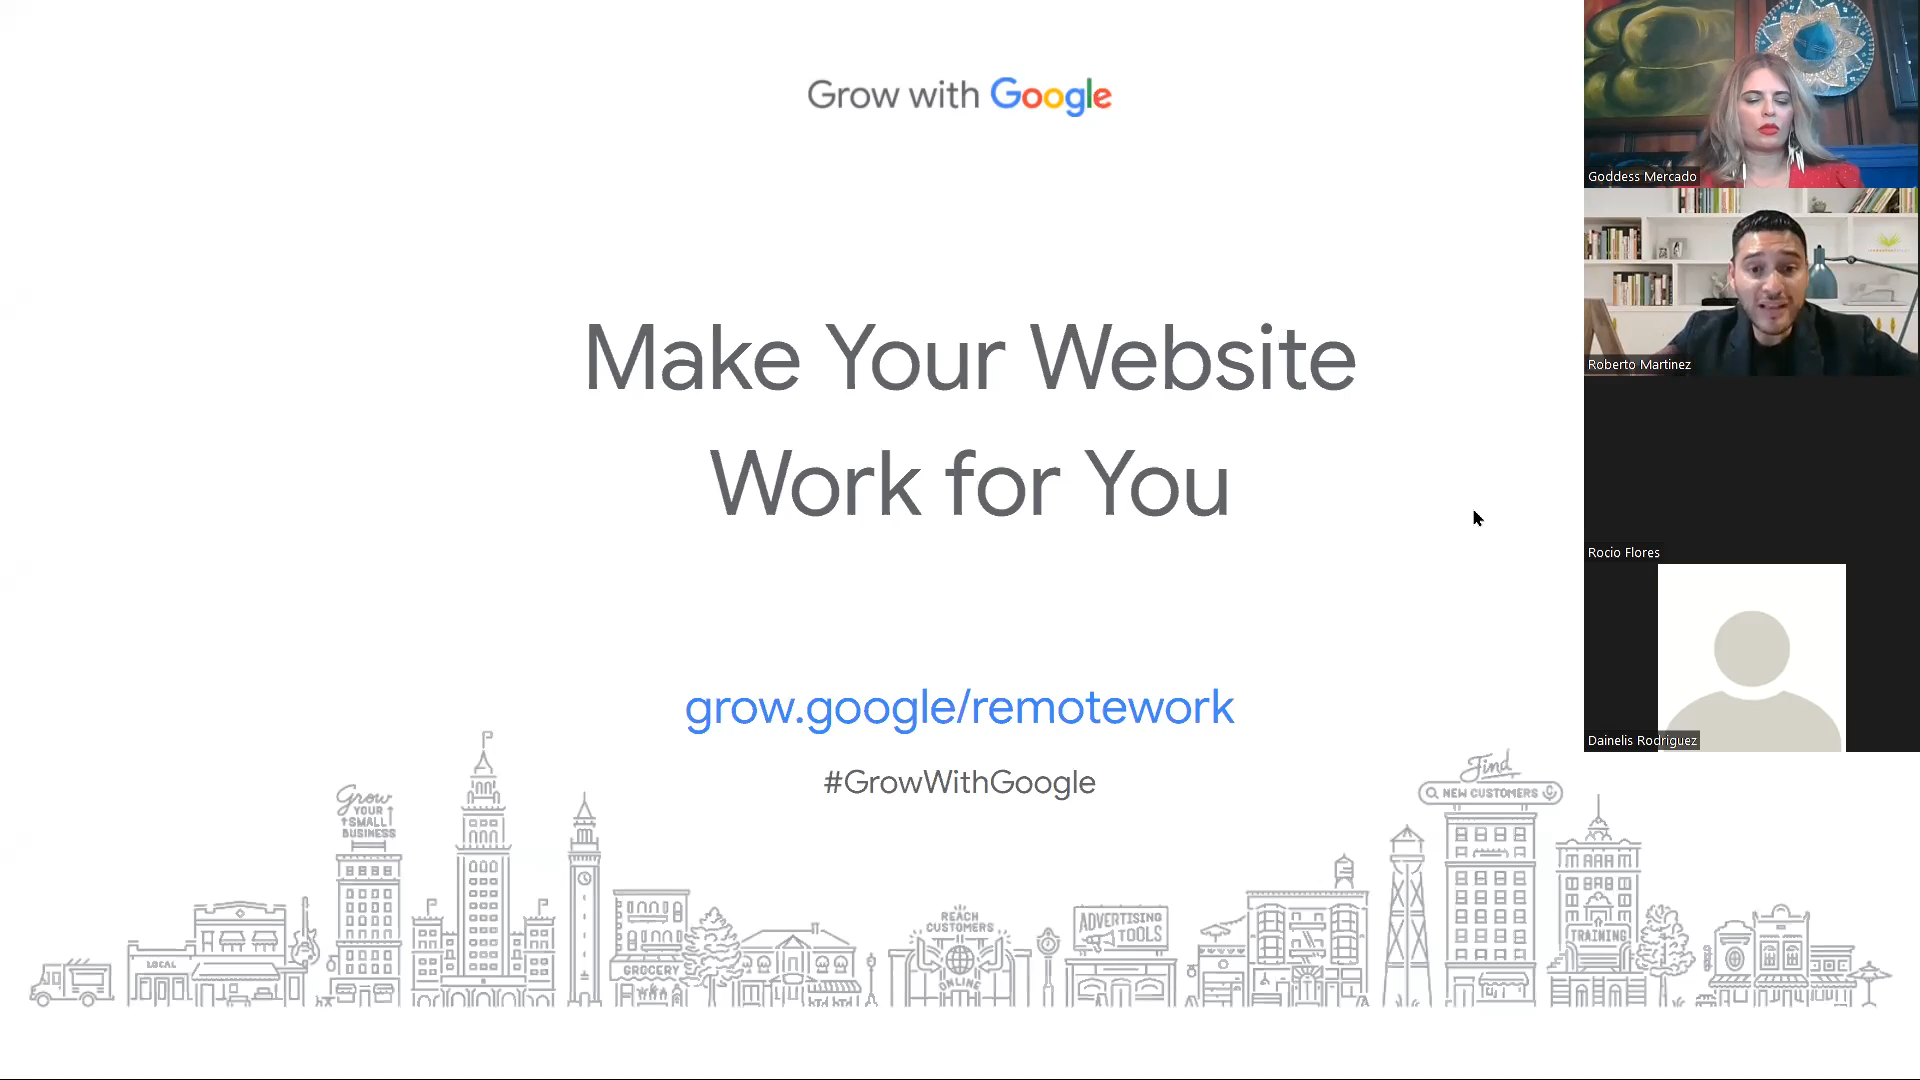 Grow with Google
Make Your Website
Work for You
grow.google/remotework
#GrowWithGoogle
Grow
YOUR
SMALL
BUSINESS
LOCAL
GROCERY
REACH
CUSTOMERS
ONLINE
ADVERTISING
TOOLS
Find
NEW CUSTOMERS
TRAINING
Goddess Mercado
Roberto Martinez
Rocio Flores
Dainelis Rodriguez